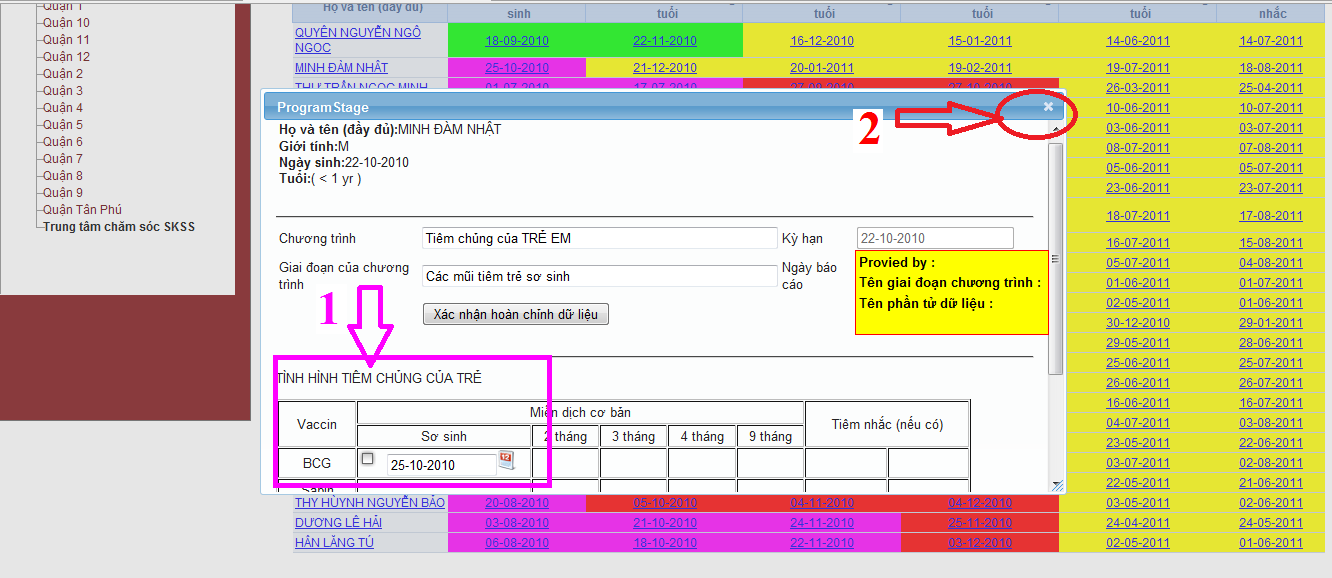 Quận 1
Quận 10
Quận 11
Quận 12
Quận 2
Quận 3
Quận 4
Quận 5
Quận 6
Quận 7
Quận 8
Quận 9
Quận Tân Phú
Trung tâm chăm sóc SKSS
Họ và tên (đầy đủ) sinh tuổi tuổi tuổi tuổi nhắc
QUYÊN NGUYỄN NGÔ NGỌC 18-09-2010 22-11-2010 16-12-2010 15-01-2011 14-06-2011 14-07-2011
MINH ĐÀM NHẬT 25-10-2010 21-12-2010 20-01-2011 19-02-2011 19-07-2011 18-08-2011
THƯ TRẦN NGỌC MINH 01-07-2010 17-07-2010 27-09-2010 27-10-2010 26-03-2011 25-04-2011
10-06-2011 10-07-2011
03-06-2011 03-07-2011
08-07-2011 07-08-2011
05-06-2011 05-07-2011
23-06-2011 23-07-2011
18-07-2011 17-08-2011
16-07-2011 15-08-2011
05-07-2011 04-08-2011
01-06-2011 01-07-2011
02-05-2011 01-06-2011
30-12-2010 29-01-2011
29-05-2011 28-06-2011
25-06-2011 25-07-2011
26-06-2011 26-07-2011
16-06-2011 16-07-2011
04-07-2011 03-08-2011
23-05-2011 22-06-2011
03-07-2011 02-08-2011
22-05-2011 21-06-2011
ProgramStage
2
Họ và tên (đầy đủ):MINH ĐÀM NHẬT
Giới tính:M
Ngày sinh:22-10-2010
Tuổi:( < 1 yr )
Chương trình Tiêm chủng của TRẺ EM Kỳ hạn 22-10-2010
Giai đoạn của chương trình Các mũi tiêm trẻ sơ sinh Ngày báo cáo
Provied by :
Tên giai đoạn chương trình :
Tên phần tử dữ liệu :
1
Xác nhận hoàn chỉnh dữ liệu
TÌNH HÌNH TIÊM CHỦNG CỦA TRẺ
Vaccin Miễn dịch cơ bản Tiêm nhắc (nếu có)
Sơ sinh 2 tháng 3 tháng 4 tháng 9 tháng
BCG 25-10-2010
Sabin
THY HUỲNH NGUYỄN BẢO 20-08-2010 05-10-2010 04-11-2010 04-12-2010 03-05-2011 02-06-2011
DƯƠNG LÊ HẢI 03-08-2010 21-10-2010 24-11-2010 25-11-2010 24-04-2011 24-05-2011
HÂN LĂNG TÚ 06-08-2010 18-10-2010 22-11-2010 03-12-2010 02-05-2011 01-06-2011